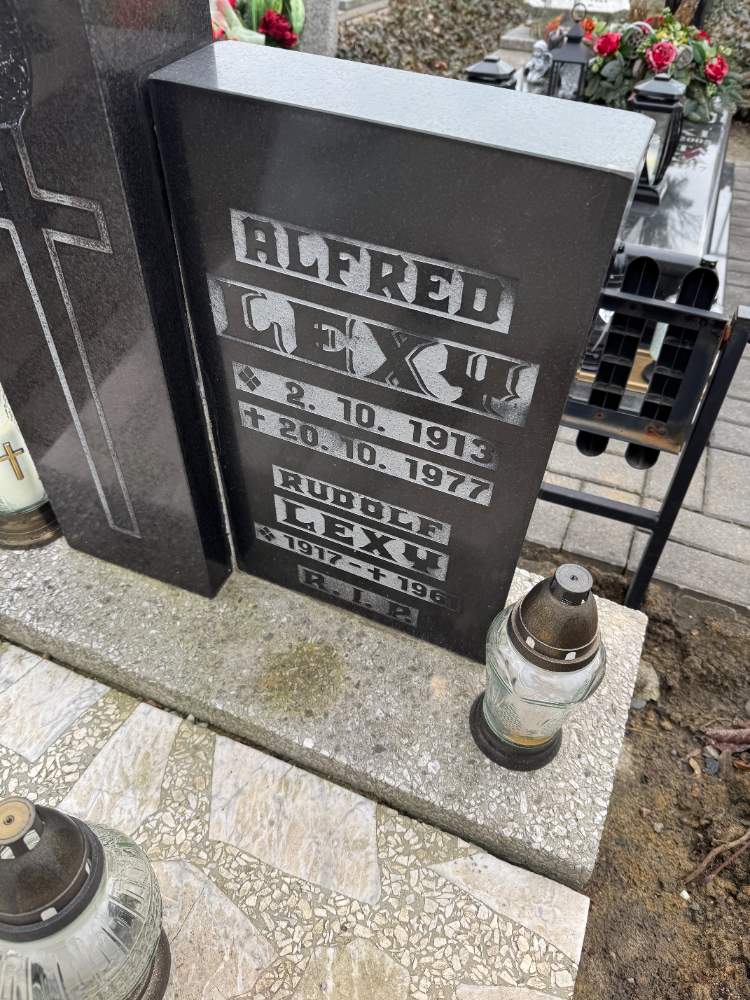 ALFRED
LEXY
❖ 2. 10. 1913
✝ 20. 10. 1977
RUDOLF
LEXY
❖ 1917 - ✝ 196
R. I. P.